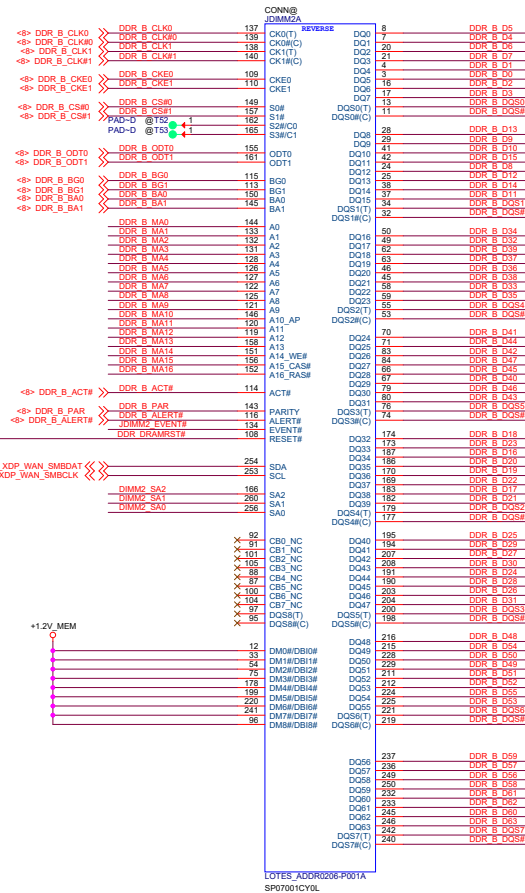 CONN@
JDIMM2A
REVERSE
<8> DDR_B_CLK0 DDR_B_CLK0 137 CK0(T)
<8> DDR_B_CLK#0 DDR_B_CLK#0 139 CK0#(C)
<8> DDR_B_CLK1 DDR_B_CLK1 138 CK1(T)
<8> DDR_B_CLK#1 DDR_B_CLK#1 140 CK1#(C)
<8> DDR_B_CKE0 DDR_B_CKE0 109 CKE0
<8> DDR_B_CKE1 DDR_B_CKE1 110 CKE1
<8> DDR_B_CS#0 DDR_B_CS#0 149 S0#
<8> DDR_B_CS#1 DDR_B_CS#1 157 S1#
PAD~D @T52 1 162 S2#/C0
PAD~D @T53 1 165 S3#/C1
<8> DDR_B_ODT0 DDR_B_ODT0 155 ODT0
<8> DDR_B_ODT1 DDR_B_ODT1 161 ODT1
<8> DDR_B_BG0 DDR_B_BG0 115 BG0
<8> DDR_B_BG1 DDR_B_BG1 113 BG1
<8> DDR_B_BA0 DDR_B_BA0 150 BA0
<8> DDR_B_BA1 DDR_B_BA1 145 BA1
DDR_B_MA0 144 A0
DDR_B_MA1 133 A1
DDR_B_MA2 132 A2
DDR_B_MA3 131 A3
DDR_B_MA4 128 A4
DDR_B_MA5 126 A5
DDR_B_MA6 127 A6
DDR_B_MA7 122 A7
DDR_B_MA8 125 A8
DDR_B_MA9 121 A9
DDR_B_MA10 146 A10_AP
DDR_B_MA11 120 A11
DDR_B_MA12 119 A12
DDR_B_MA13 158 A13
DDR_B_MA14 151 A14_WE#
DDR_B_MA15 156 A15_CAS#
DDR_B_MA16 152 A16_RAS#
<8> DDR_B_ACT# DDR_B_ACT# 114 ACT#
<8> DDR_B_PAR DDR_B_PAR 143 PARITY
<8> DDR_B_ALERT# DDR_B_ALERT# 116 ALERT#
JDIMM2_EVENT# 134 EVENT#
DDR_DRAMRST# 108 RESET#
_XDP_WAN_SMBDAT 254 SDA
XDP_WAN_SMBCLK 253 SCL
DIMM2_SA2 166 SA2
DIMM2_SA1 260 SA1
DIMM2_SA0 256 SA0
92 CB0_NC
91 CB1_NC
101 CB2_NC
105 CB3_NC
88 CB4_NC
87 CB5_NC
100 CB6_NC
104 CB7_NC
97 DQS8(T)
95 DQS8#(C)
+1.2V_MEM
12 DM0#/DBI0#
33 DM1#/DBI1#
54 DM2#/DBI2#
75 DM3#/DBI3#
178 DM4#/DBI4#
199 DM5#/DBI5#
220 DM6#/DBI6#
241 DM7#/DBI7#
96 DM8#/DBI8#
DQ0 8 DDR_B_D5
DQ1 7 DDR_B_D4
DQ2 20 DDR_B_D6
DQ3 21 DDR_B_D7
DQ4 4 DDR_B_D1
DQ5 3 DDR_B_D0
DQ6 16 DDR_B_D2
DQ7 17 DDR_B_D3
DQS0(T) 13 DDR_B_DQS0
DQS0#(C) 11 DDR_B_DQS#
DQ8 28 DDR_B_D13
DQ9 29 DDR_B_D9
DQ10 41 DDR_B_D10
DQ11 42 DDR_B_D15
DQ12 24 DDR_B_D8
DQ13 25 DDR_B_D12
DQ14 38 DDR_B_D14
DQ15 37 DDR_B_D11
DQS1(T) 34 DDR_B_DQS1
DQS1#(C) 32 DDR_B_DQS#
DQ16 50 DDR_B_D34
DQ17 49 DDR_B_D32
DQ18 62 DDR_B_D39
DQ19 63 DDR_B_D37
DQ20 46 DDR_B_D36
DQ21 45 DDR_B_D38
DQ22 58 DDR_B_D33
DQ23 59 DDR_B_D35
DQS2(T) 55 DDR_B_DQS4
DQS2#(C) 53 DDR_B_DQS#
DQ24 70 DDR_B_D41
DQ25 71 DDR_B_D44
DQ26 83 DDR_B_D42
DQ27 84 DDR_B_D47
DQ28 66 DDR_B_D45
DQ29 67 DDR_B_D40
DQ30 79 DDR_B_D46
DQ31 80 DDR_B_D43
DQS3(T) 76 DDR_B_DQS5
DQS3#(C) 74 DDR_B_DQS#
DQ32 174 DDR_B_D18
DQ33 173 DDR_B_D23
DQ34 187 DDR_B_D16
DQ35 186 DDR_B_D20
DQ36 170 DDR_B_D19
DQ37 169 DDR_B_D22
DQ38 183 DDR_B_D17
DQ39 182 DDR_B_D21
DQS4(T) 179 DDR_B_DQS2
DQS4#(C) 177 DDR_B_DQS#
DQ40 195 DDR_B_D25
DQ41 194 DDR_B_D29
DQ42 207 DDR_B_D27
DQ43 208 DDR_B_D30
DQ44 191 DDR_B_D24
DQ45 190 DDR_B_D28
DQ46 203 DDR_B_D26
DQ47 204 DDR_B_D31
DQS5(T) 200 DDR_B_DQS3
DQS5#(C) 198 DDR_B_DQS#
DQ48 216 DDR_B_D48
DQ49 215 DDR_B_D54
DQ50 228 DDR_B_D50
DQ51 229 DDR_B_D49
DQ52 211 DDR_B_D51
DQ53 212 DDR_B_D52
DQ54 224 DDR_B_D55
DQ55 225 DDR_B_D53
DQS6(T) 221 DDR_B_DQS6
DQS6#(C) 219 DDR_B_DQS#
DQ56 237 DDR_B_D59
DQ57 236 DDR_B_D57
DQ58 249 DDR_B_D56
DQ59 250 DDR_B_D58
DQ60 232 DDR_B_D61
DQ61 233 DDR_B_D62
DQ62 245 DDR_B_D60
DQ63 246 DDR_B_D63
DQS7(T) 242 DDR_B_DQS7
DQS7#(C) 240 DDR_B_DQS#
LOTES_ADDR0206-P001A
SP07001CY0L